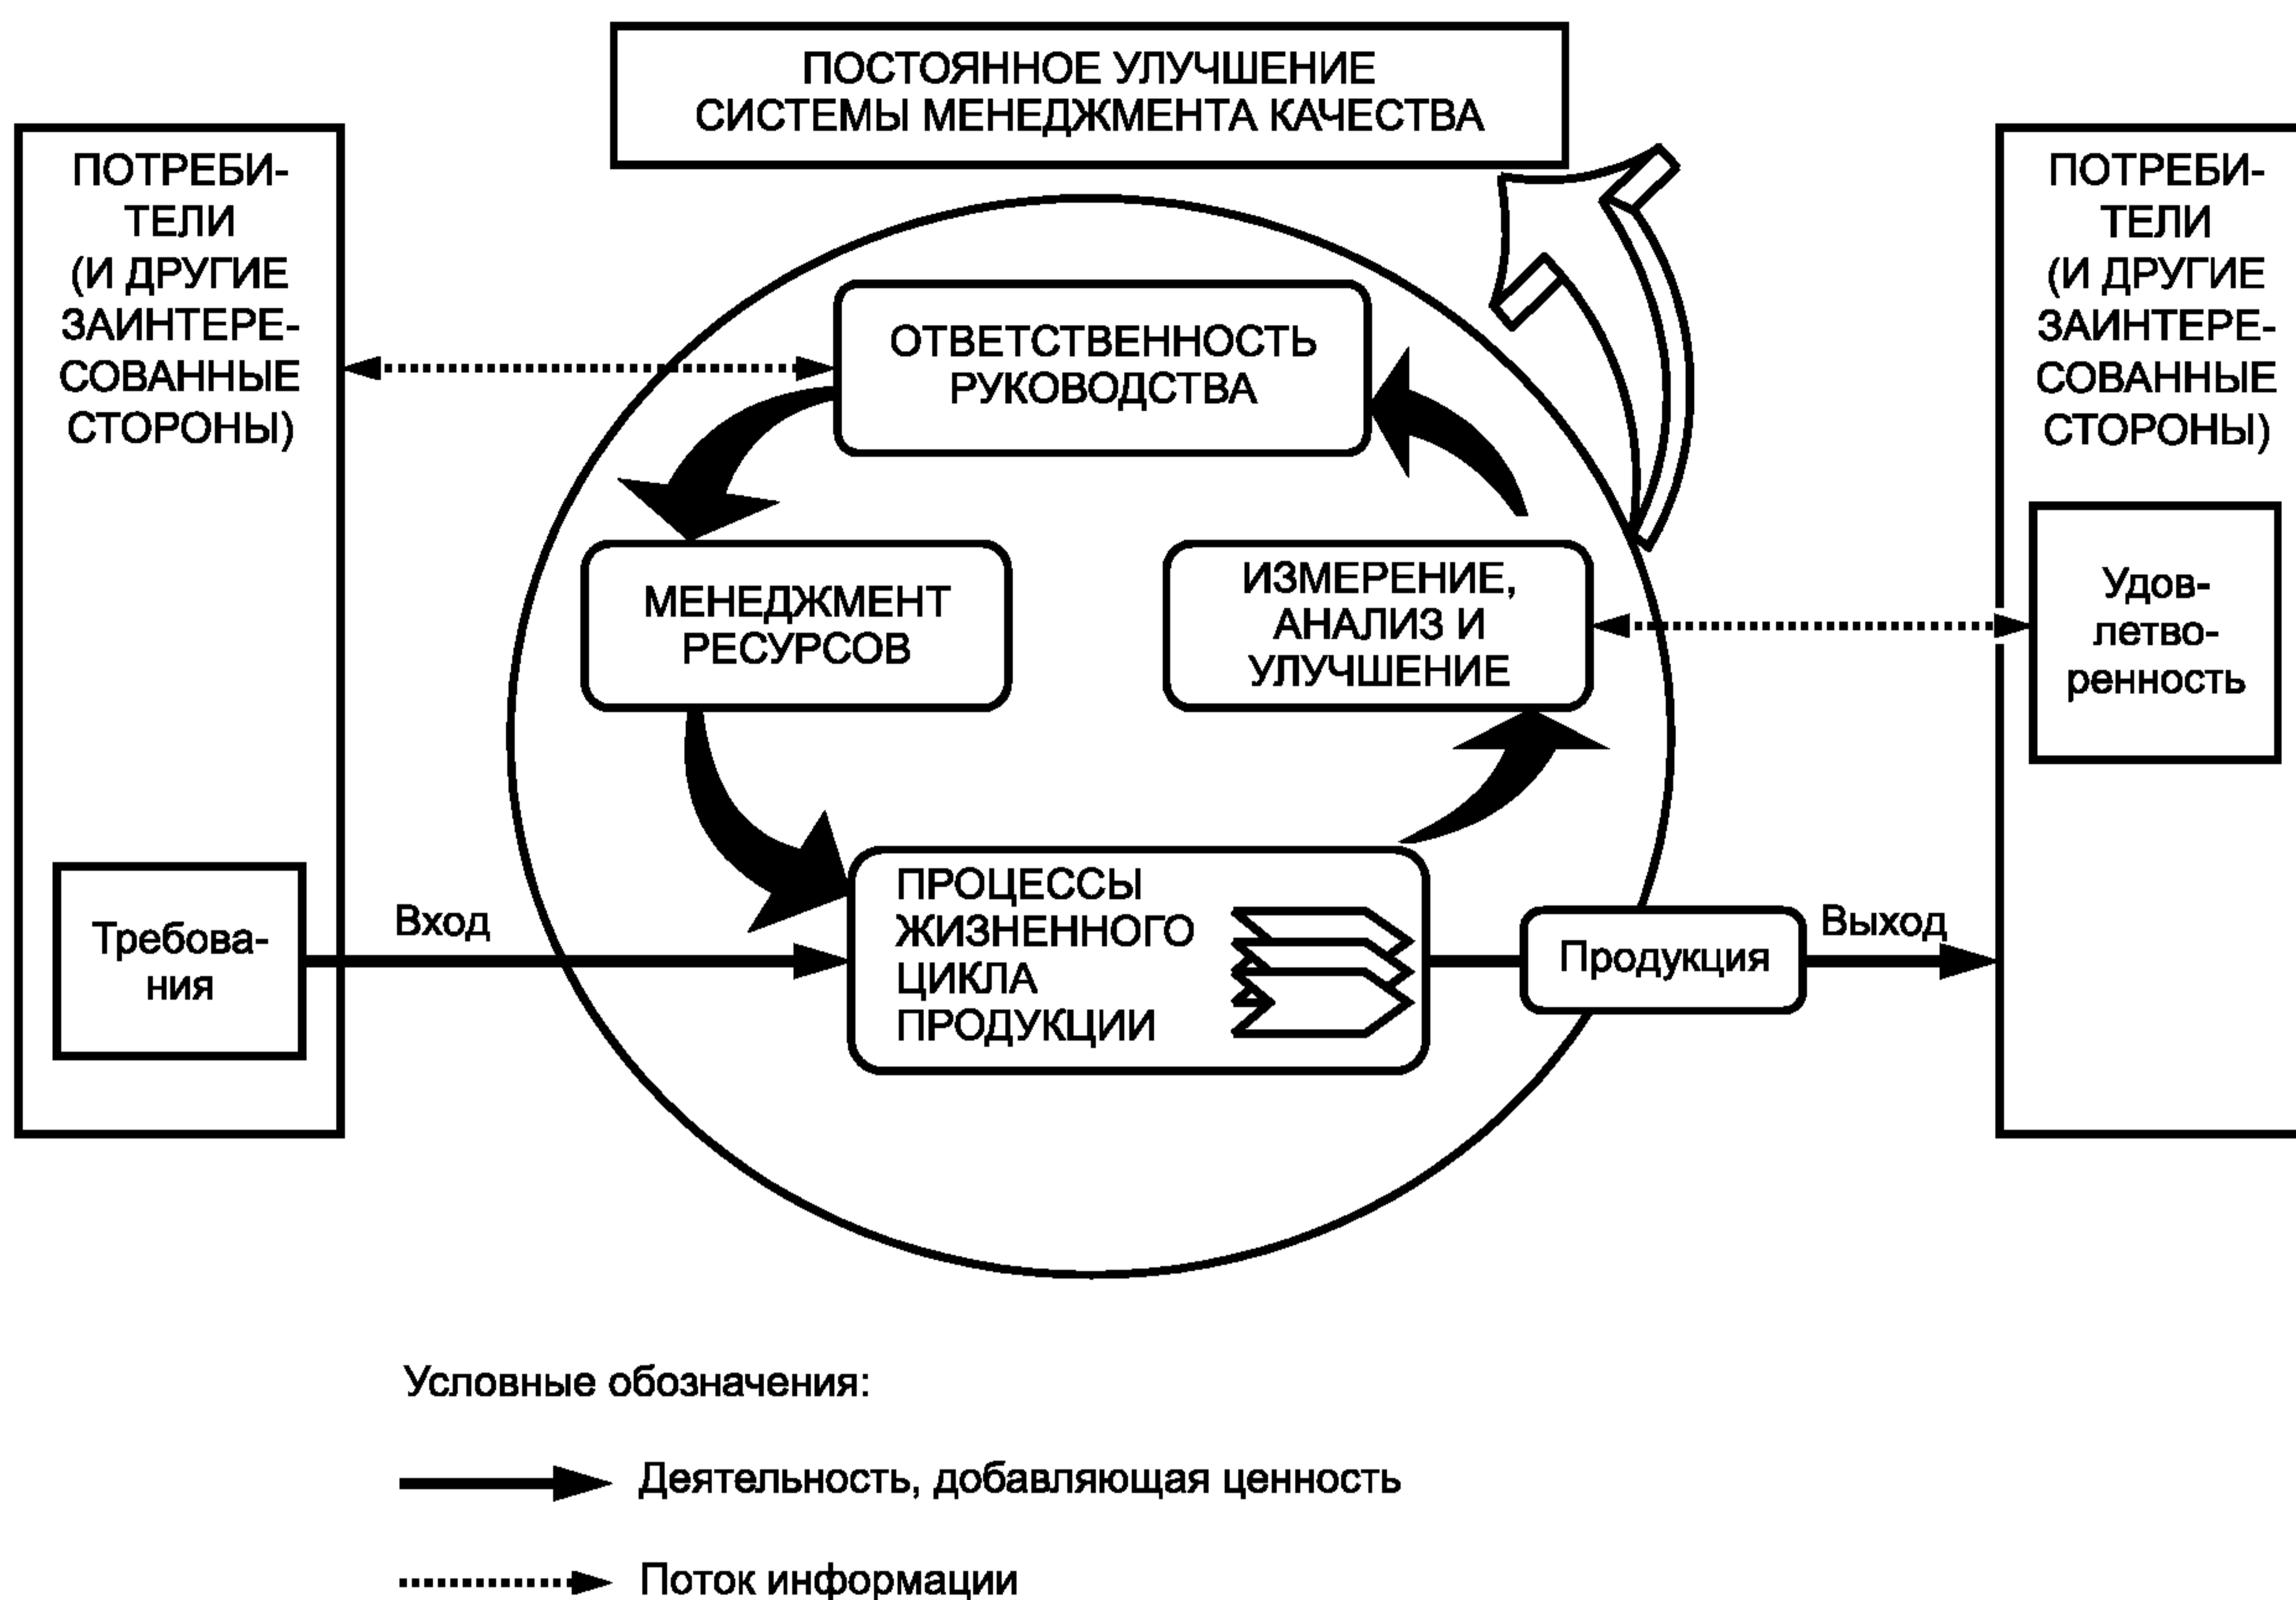 ПОСТОЯННОЕ УЛУЧШЕНИЕ
СИСТЕМЫ МЕНЕДЖМЕНТА КАЧЕСТВА
ПОТРЕБИ-
ТЕЛИ
(И ДРУГИЕ
ЗАИНТЕРЕ-
СОВАННЫЕ
СТОРОНЫ)
Требова-
ния
Вход
ОТВЕТСТВЕННОСТЬ
РУКОВОДСТВА
МЕНЕДЖМЕНТ
РЕСУРСОВ
ИЗМЕРЕНИЕ,
АНАЛИЗ И
УЛУЧШЕНИЕ
ПРОЦЕССЫ
ЖИЗНЕННОГО
ЦИКЛА
ПРОДУКЦИИ
Продукция
Выход
ПОТРЕБИ-
ТЕЛИ
(И ДРУГИЕ
ЗАИНТЕРЕ-
СОВАННЫЕ
СТОРОНЫ)
Удов-
летво-
ренность
Условные обозначения:
Деятельность, добавляющая ценность
Поток информации